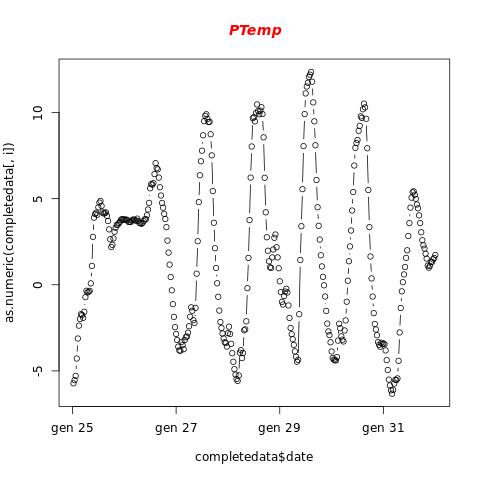 PTemp
as.numeric(completedata[, i])
10
5
0
-5
gen 25
gen 27
gen 29
gen 31
completedata$date